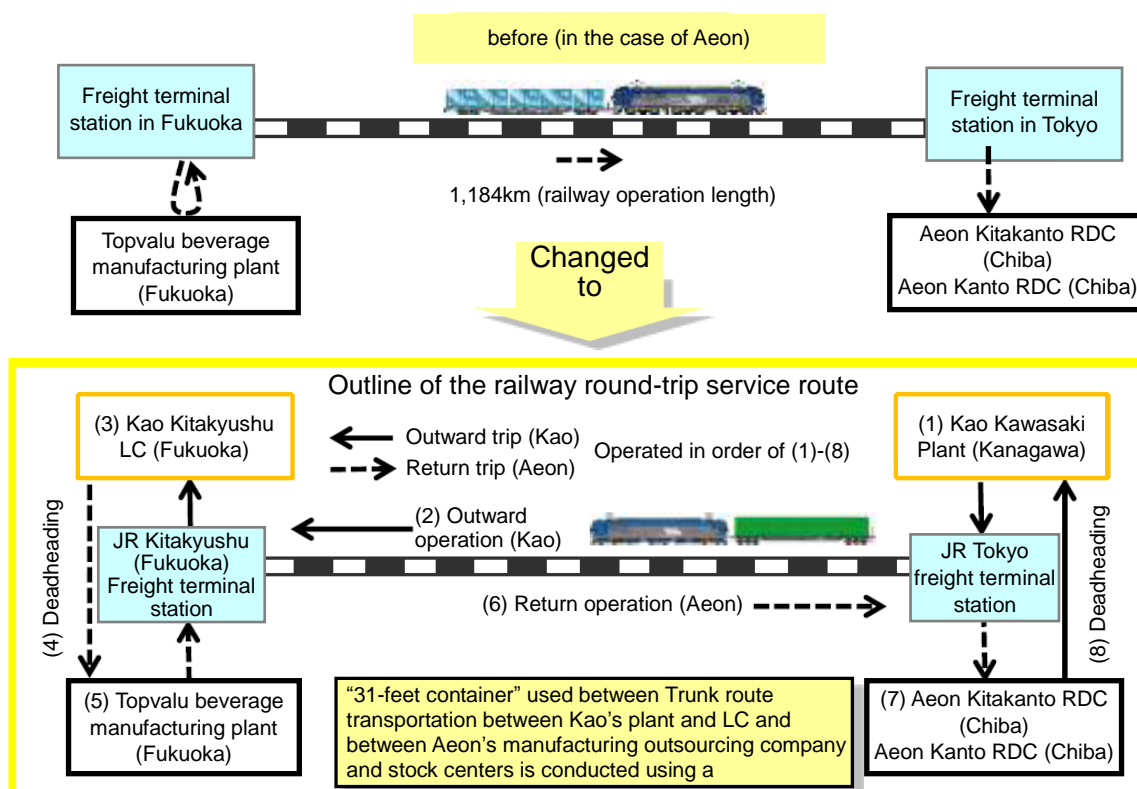 before (in the case of Aeon)
Freight terminal
station in Fukuoka
Freight terminal
station in Tokyo
1,184km (railway operation length)
Topvalu beverage
manufacturing plant
(Fukuoka)
Aeon Kitakanto RDC
(Chiba)
Aeon Kanto RDC (Chiba)
Changed
to
Outline of the railway round-trip service route
(3) Kao Kitakyushu
LC (Fukuoka)
Outward trip (Kao)
Return trip (Aeon)
Operated in order of (1)-(8)
(1) Kao Kawasaki
Plant (Kanagawa)
(4) Deadheading
(2) Outward
operation (Kao)
(8) Deadheading
JR Kitakyushu
(Fukuoka)
Freight terminal
station
JR Tokyo
freight terminal
station
(6) Return operation (Aeon)
(5) Topvalu beverage
manufacturing plant
(Fukuoka)
“31-feet container” used between Trunk route
transportation between Kao’s plant and LC and
between Aeon’s manufacturing outsourcing company
and stock centers is conducted using a
(7) Aeon Kitakanto RDC
(Chiba)
Aeon Kanto RDC (Chiba)